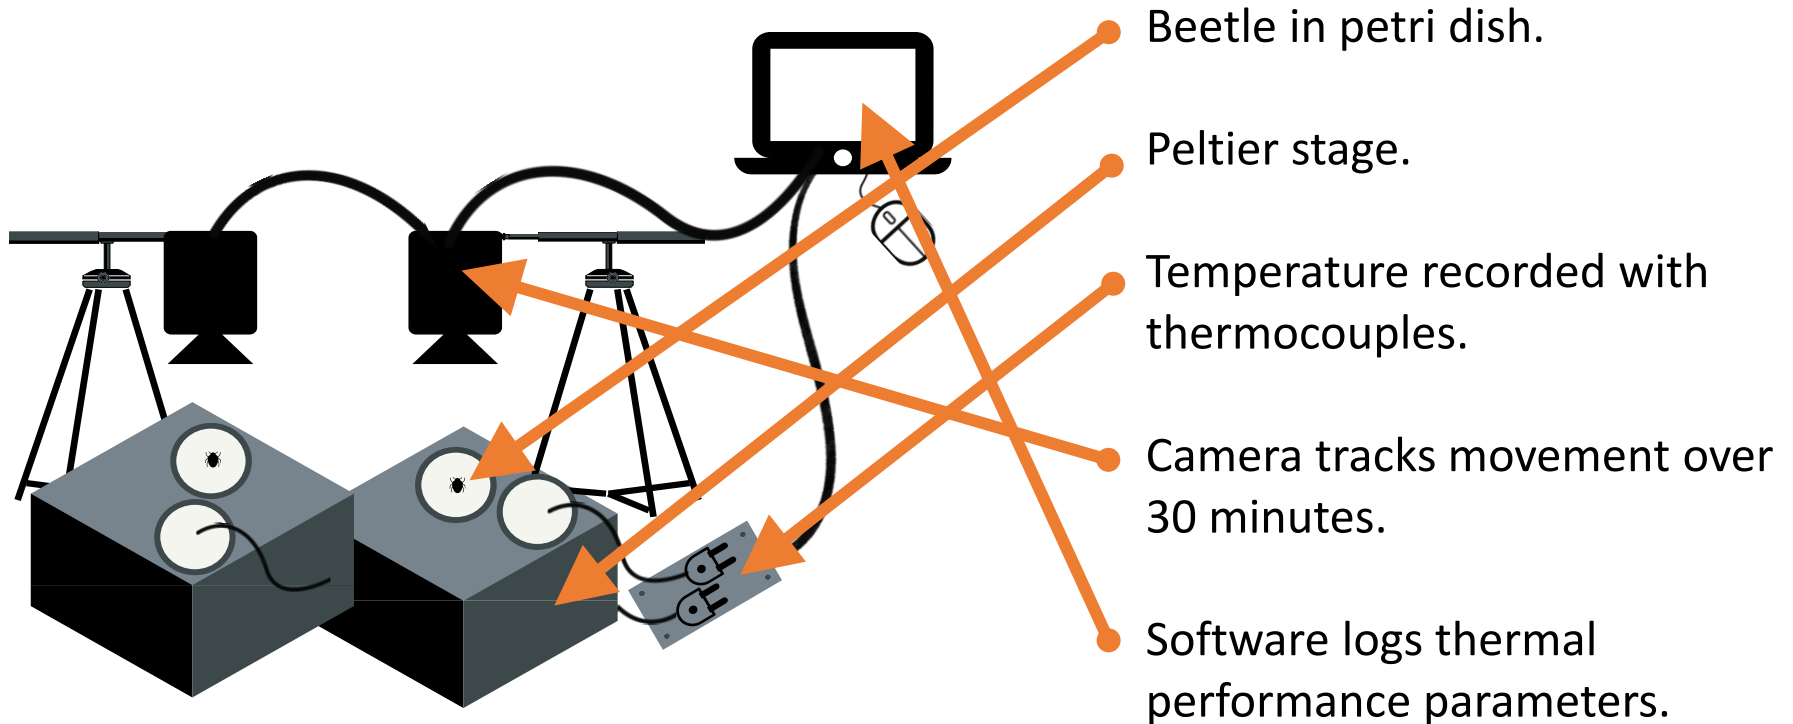 Beetle in petri dish.
Peltier stage.
Temperature recorded with
thermocouples.
Camera tracks movement over
30 minutes.
Software logs thermal
performance parameters.